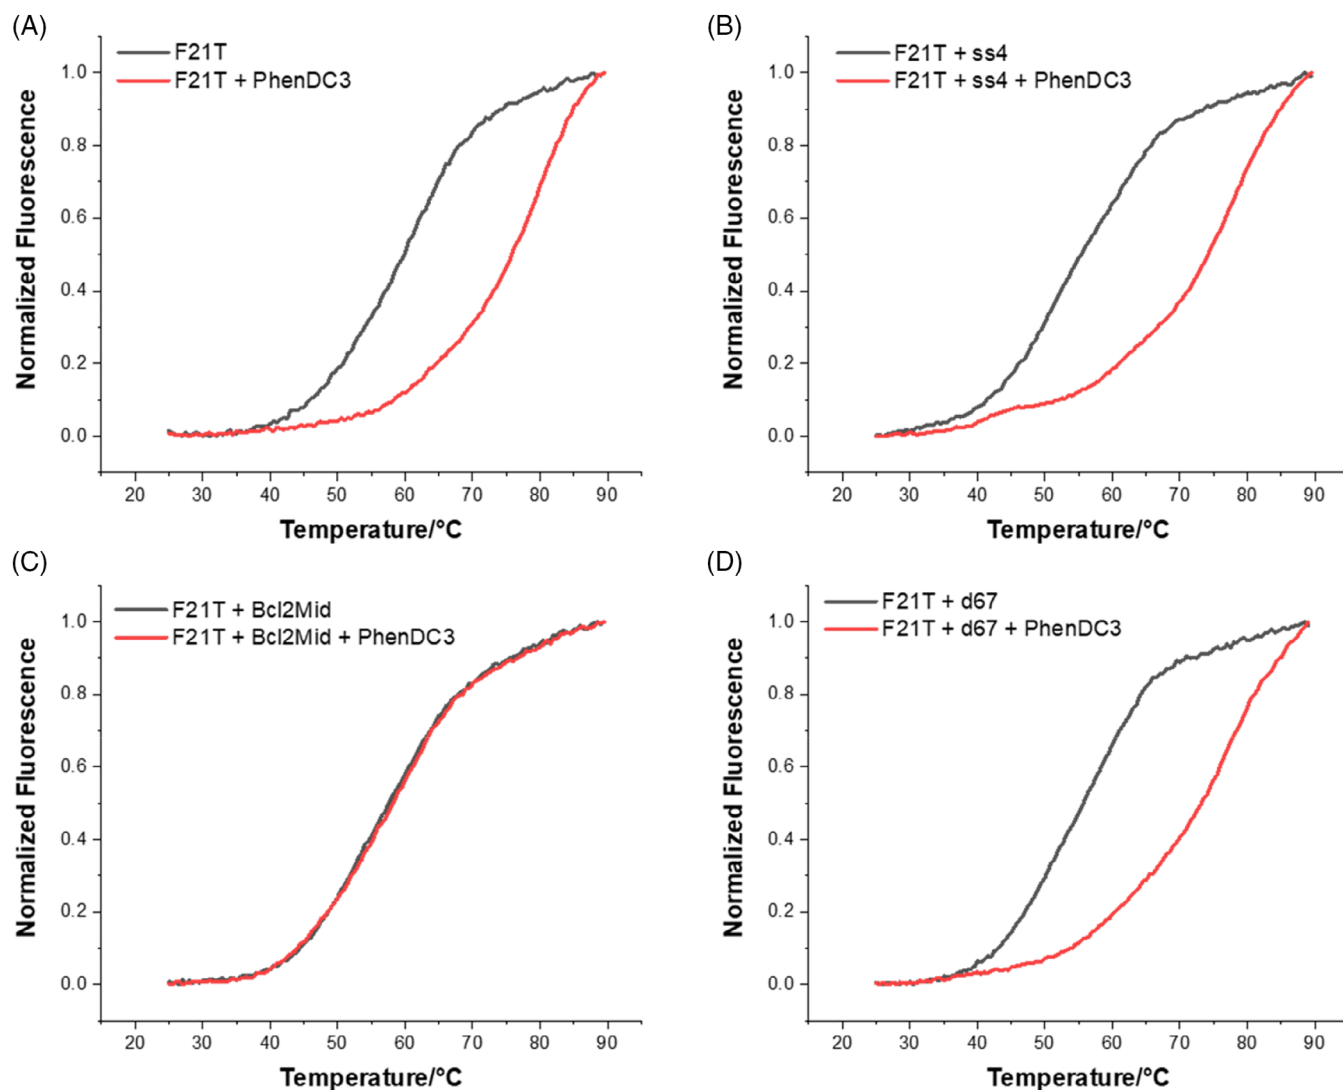 (A)
F21T
F21T + PhenDC3
1.0
0.8
0.6
0.4
0.2
0.0
Normalized Fluorescence
20 30 40 50 60 70 80 90
Temperature/°C
(B)
F21T + ss4
F21T + ss4 + PhenDC3
1.0
0.8
0.6
0.4
0.2
0.0
Normalized Fluorescence
20 30 40 50 60 70 80 90
Temperature/°C
(C)
F21T + Bcl2Mid
F21T + Bcl2Mid + PhenDC3
1.0
0.8
0.6
0.4
0.2
0.0
Normalized Fluorescence
20 30 40 50 60 70 80 90
Temperature/°C
(D)
F21T + d67
F21T + d67 + PhenDC3
1.0
0.8
0.6
0.4
0.2
0.0
Normalized Fluorescence
20 30 40 50 60 70 80 90
Temperature/°C